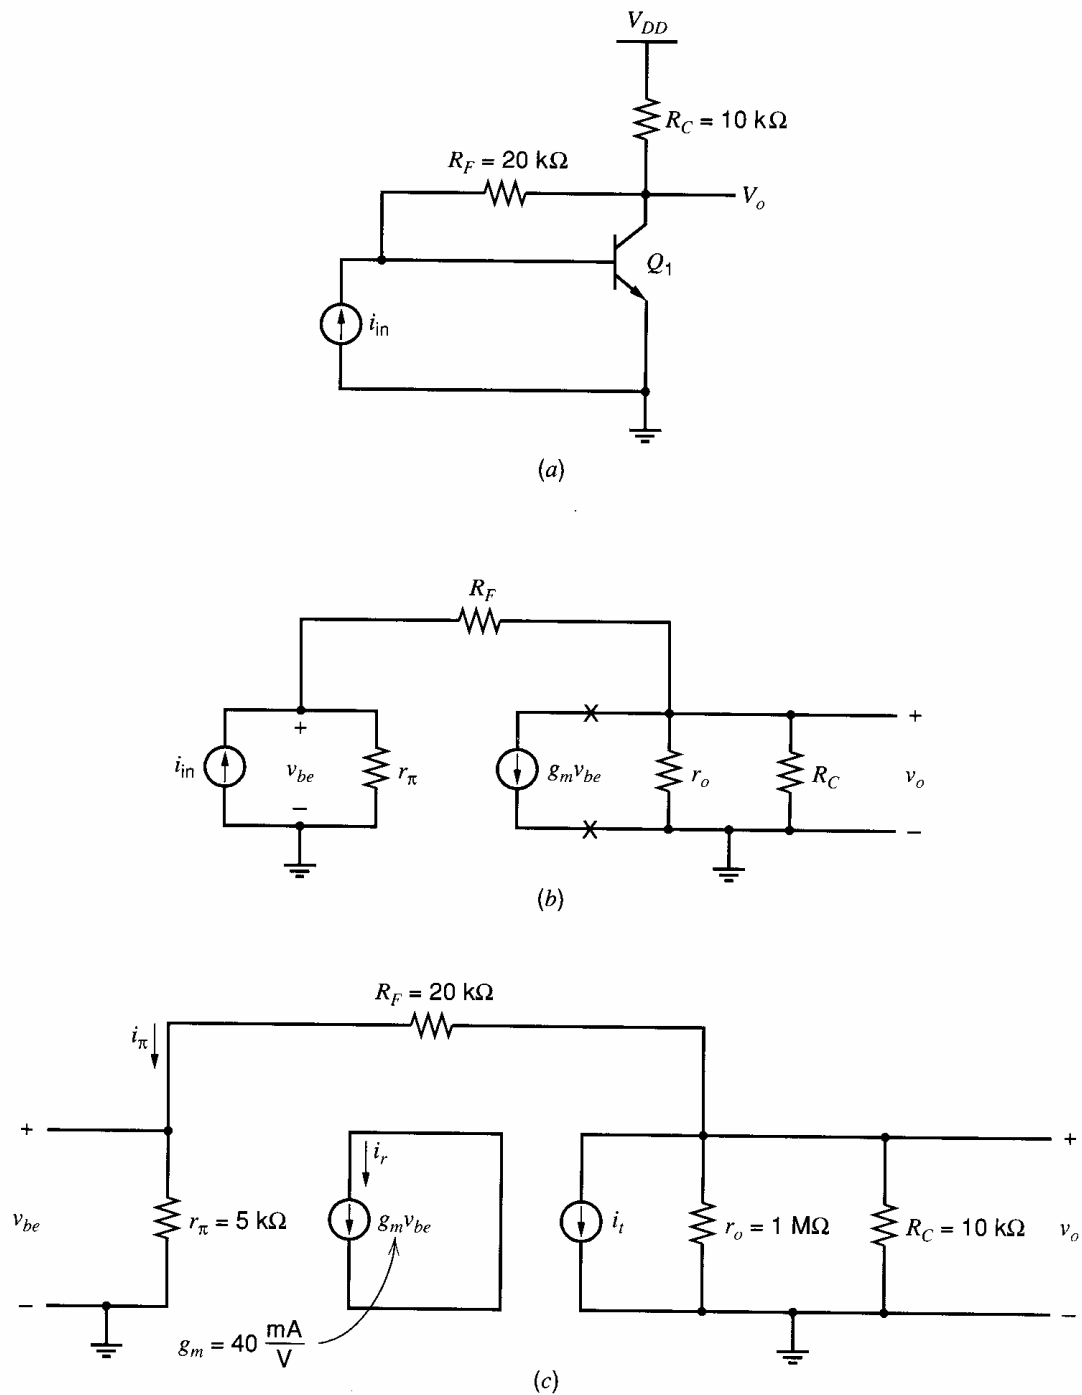 V_DD
R_C = 10 kΩ
R_F = 20 kΩ
V_o
Q_1
i_in
(a)
R_F
+
i_in
v_be
r_π
−
g_m v_be
r_o
R_C
+
v_o
−
(b)
R_F = 20 kΩ
i_π
+
v_be
−
r_π = 5 kΩ
i_r
g_m v_be
g_m = 40 mA/V
i_t
r_o = 1 MΩ
R_C = 10 kΩ
+
v_o
−
(c)